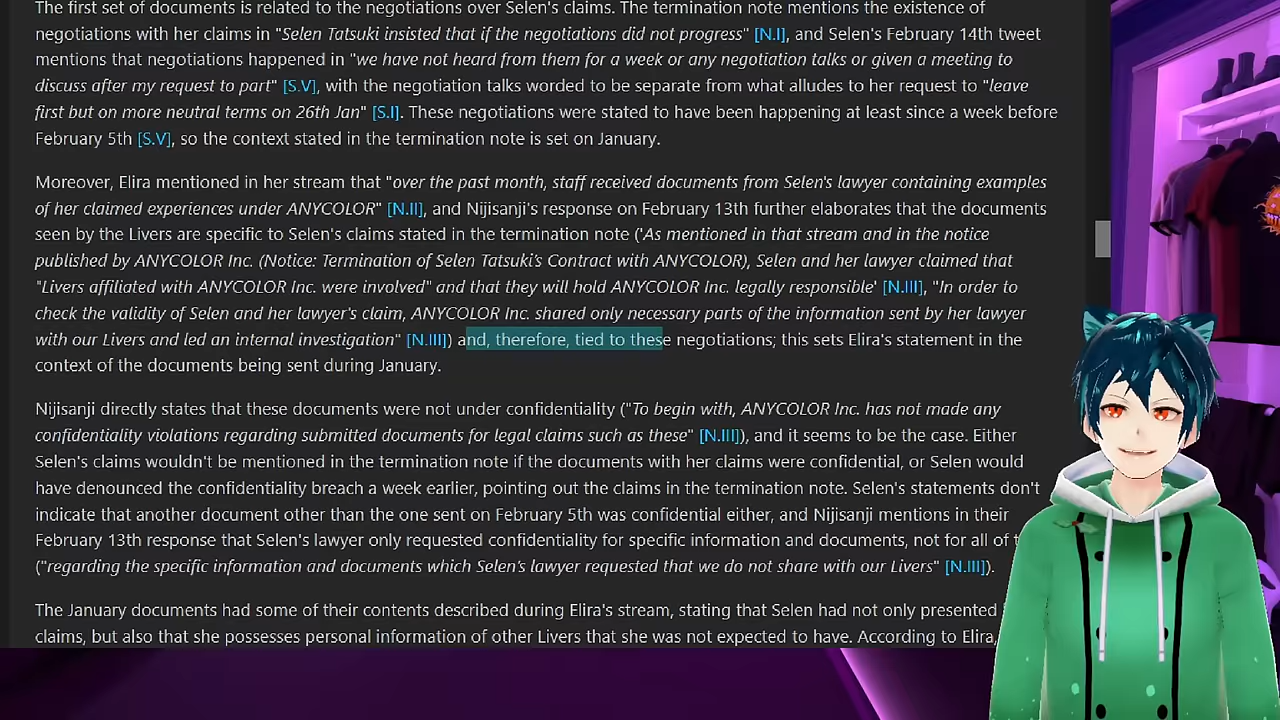 The first set of documents is related to the negotiations over Selen's claims. The termination note mentions the existence of
negotiations with her claims in "Selen Tatsuki insisted that if the negotiations did not progress" [N.I], and Selen's February 14th tweet
mentions that negotiations happened in "we have not heard from them for a week or any negotiation talks or given a meeting to
discuss after my request to part" [S.V], with the negotiation talks worded to be separate from what alludes to her request to "leave
first but on more neutral terms on 26th Jan" [S.I]. These negotiations were stated to have been happening at least since a week before
February 5th [S.V], so the context stated in the termination note is set on January.
Moreover, Elira mentioned in her stream that "over the past month, staff received documents from Selen's lawyer containing examples
of her claimed experiences under ANYCOLOR" [N.II], and Nijisanji's response on February 13th further elaborates that the documents
seen by the Livers are specific to Selen's claims stated in the termination note ('As mentioned in that stream and in the notice
published by ANYCOLOR Inc. (Notice: Termination of Selen Tatsuki's Contract with ANYCOLOR), Selen and her lawyer claimed that
"Livers affiliated with ANYCOLOR Inc. were involved" and that they will hold ANYCOLOR Inc. legally responsible' [N.III], "In order to
check the validity of Selen and her lawyer's claim, ANYCOLOR Inc. shared only necessary parts of the information sent by her lawyer
with our Livers and led an internal investigation" [N.III]) and, therefore, tied to these negotiations; this sets Elira's statement in the
context of the documents being sent during January.
Nijisanji directly states that these documents were not under confidentiality ("To begin with, ANYCOLOR Inc. has not made any
confidentiality violations regarding submitted documents for legal claims such as these" [N.III]), and it seems to be the case. Either
Selen's claims wouldn't be mentioned in the termination note if the documents with her claims were confidential, or Selen would
have denounced the confidentiality breach a week earlier, pointing out the claims in the termination note. Selen's statements don't
indicate that another document other than the one sent on February 5th was confidential either, and Nijisanji mentions in their
February 13th response that Selen's lawyer only requested confidentiality for specific information and documents, not for all of
("regarding the specific information and documents which Selen's lawyer requested that we do not share with our Livers" [N.III]).
The January documents had some of their contents described during Elira's stream, stating that Selen had not only presented
claims, but also that she possesses personal information of other Livers that she was not expected to have. According to Elira,